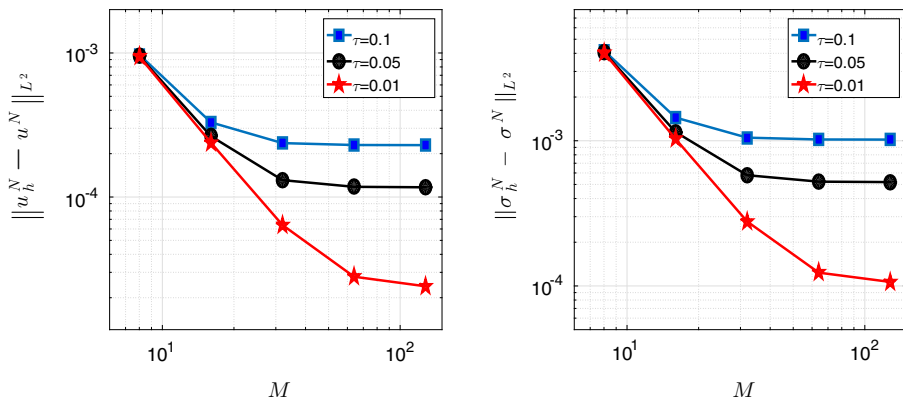 ‖u_h^N − u^N‖_{L^2}
10^{-3}
10^{-4}
τ=0.1
τ=0.05
τ=0.01
10^1
10^2
M
‖σ_h^N − σ^N‖_{L^2}
10^{-3}
10^{-4}
τ=0.1
τ=0.05
τ=0.01
10^1
10^2
M